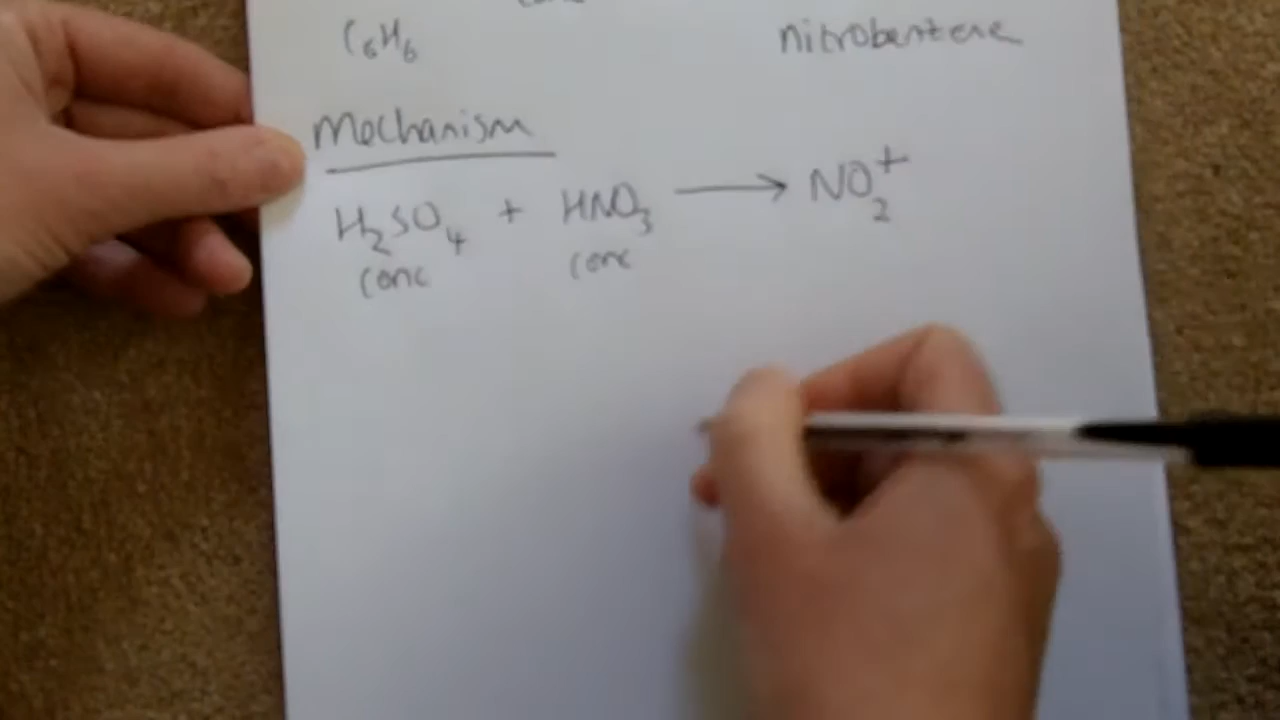 C₆H₆ nitrobenzene
Mechanism
H₂SO₄ + HNO₃ ⟶ NO₂⁺
conc conc